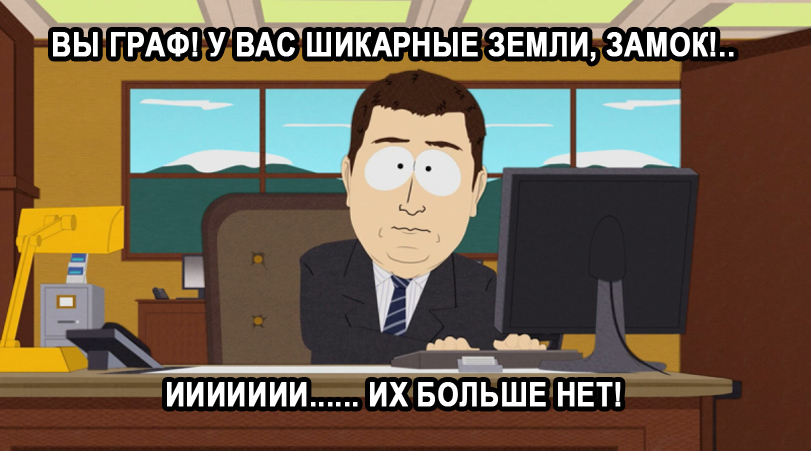 ВЫ ГРАФ! У ВАС ШИКАРНЫЕ ЗЕМЛИ, ЗАМОК!..
ИИИИИИИ...... ИХ БОЛЬШЕ НЕТ!